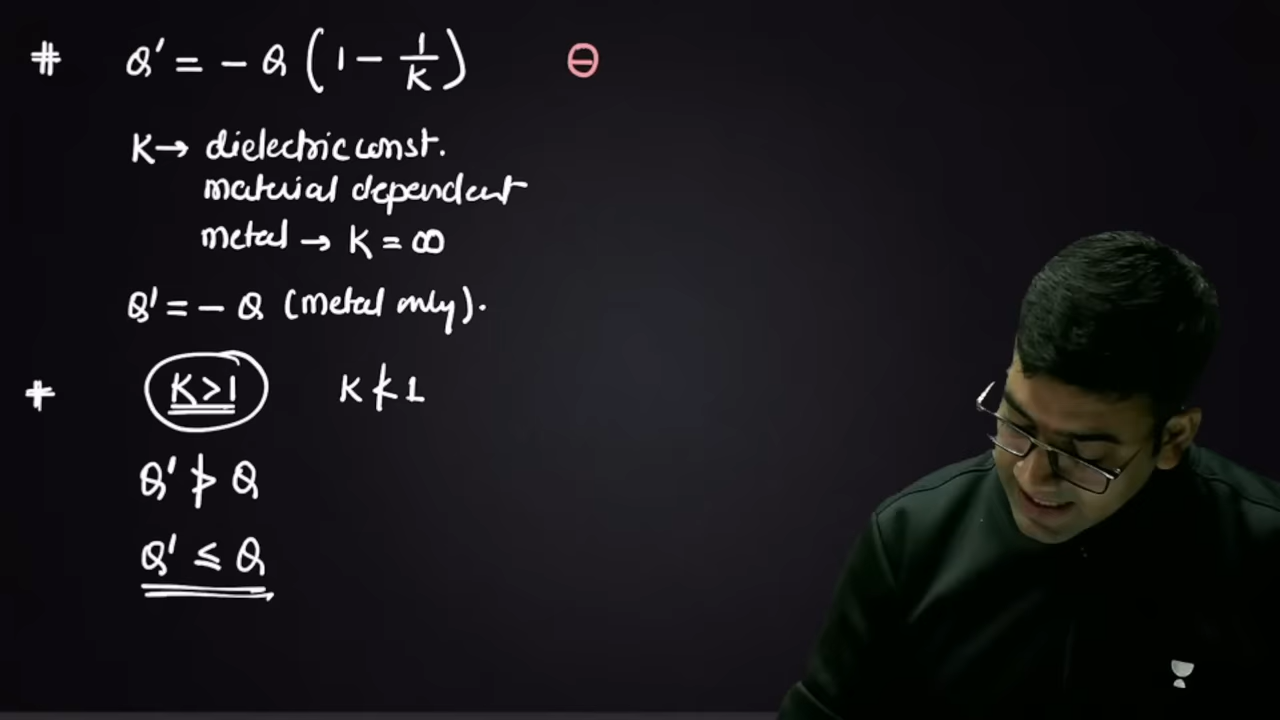 # Q' = - Q (1 - 1/K) ⊖
K → dielectric const.
material dependent
metal → K = ∞
Q' = - Q (metal only).
* K > 1 K ≮ 1
Q' ≯ Q
Q' ≤ Q